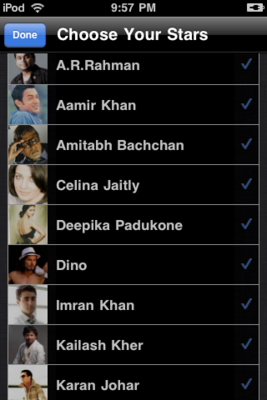 iPod 9:57 PM
Done Choose Your Stars
A.R.Rahman
Aamir Khan
Amitabh Bachchan
Celina Jaitly
Deepika Padukone
Dino
Imran Khan
Kailash Kher
Karan Johar